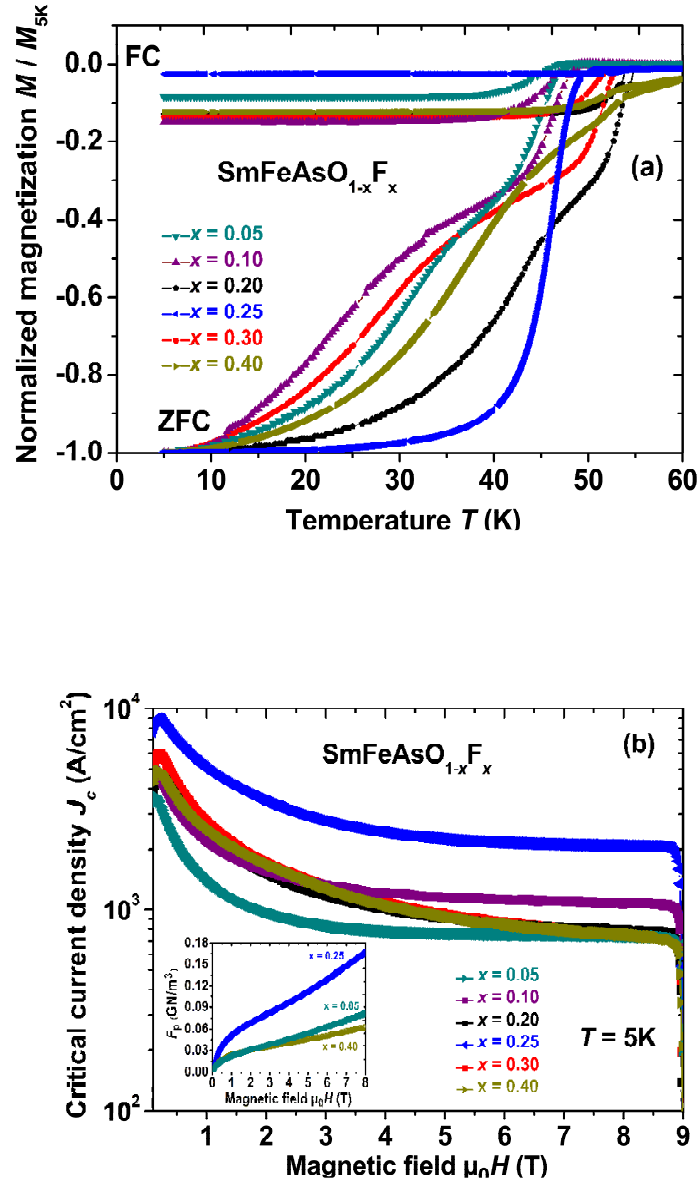 Normalized magnetization M / M5K
0.0
-0.2
-0.4
-0.6
-0.8
-1.0
FC
(a)
SmFeAsO1-xFx
x = 0.05
x = 0.10
x = 0.20
x = 0.25
x = 0.30
x = 0.40
ZFC
0 10 20 30 40 50 60
Temperature T (K)
Critical current density Jc (A/cm2)
10^4
10^3
10^2
(b)
SmFeAsO1-xFx
Fp (GN/m3)
0.18
0.15
0.12
0.09
0.06
0.03
0.00
x = 0.25
x = 0.05
x = 0.40
0 1 2 3 4 5 6 7 8
Magnetic field μ0H (T)
x = 0.05
x = 0.10
x = 0.20
x = 0.25
x = 0.30
x = 0.40
T = 5K
1 2 3 4 5 6 7 8 9
Magnetic field μ0H (T)